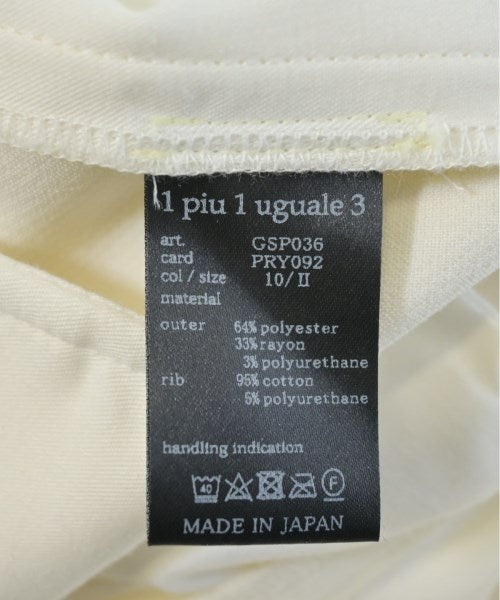 1 piu 1 uguale 3
art. GSP036
card PRY092
col / size 10/II
material
outer 64% polyester
33% rayon
3% polyurethane
rib 95% cotton
5% polyurethane
handling indication
40 F
MADE IN JAPAN